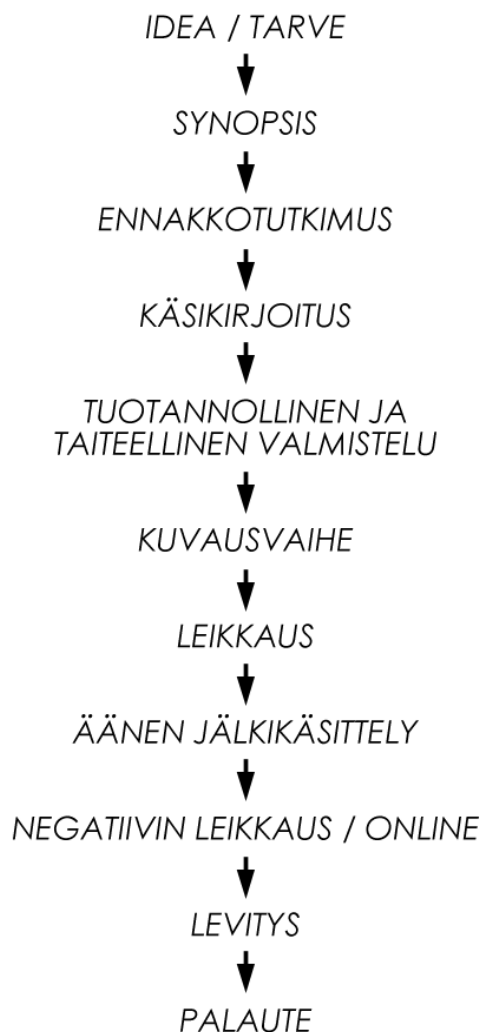 IDEA / TARVE
SYNOPSIS
ENNAKKOTUTKIMUS
KÄSIKIRJOITUS
TUOTANNOLLINEN JA
TAITEELLINEN VALMISTELU
KUVAUSVAIHE
LEIKKAUS
ÄÄNEN JÄLKIKÄSITTELY
NEGATIIVIN LEIKKAUS / ONLINE
LEVITYS
PALAUTE